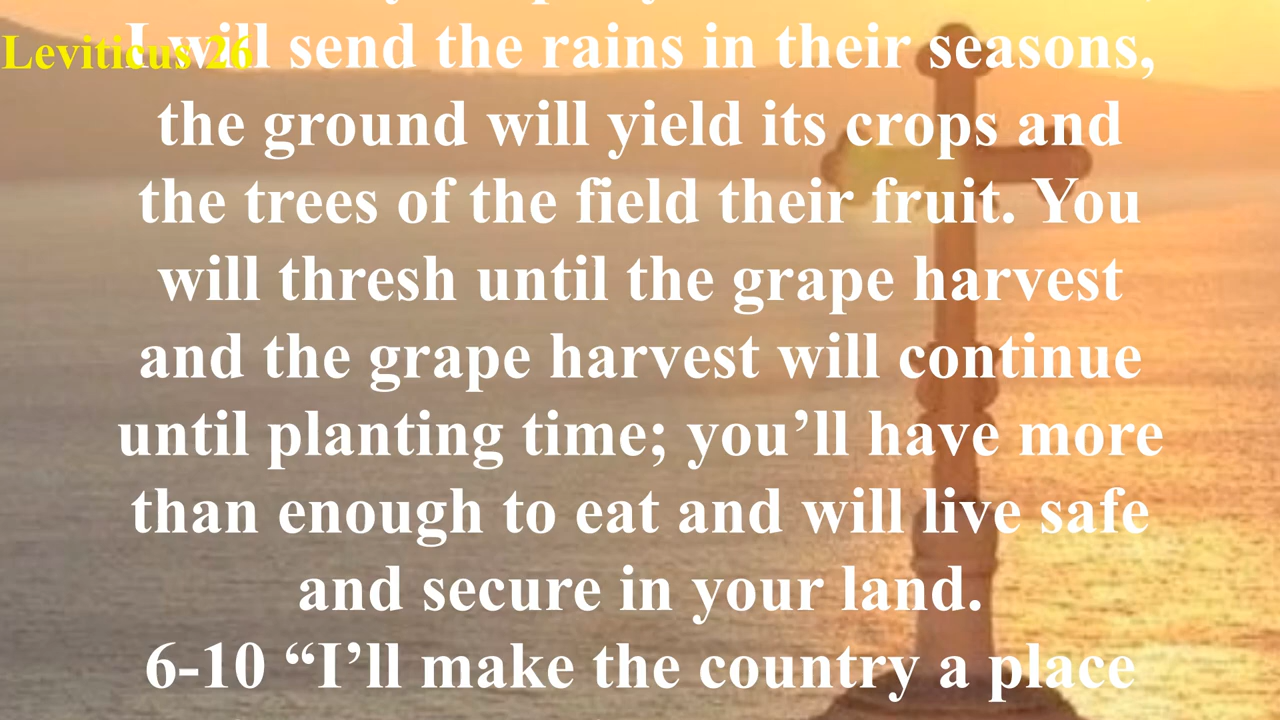 Leviticus 26
I will send the rains in their seasons,
the ground will yield its crops and
the trees of the field their fruit. You
will thresh until the grape harvest
and the grape harvest will continue
until planting time; you’ll have more
than enough to eat and will live safe
and secure in your land.
6-10 “I’ll make the country a place